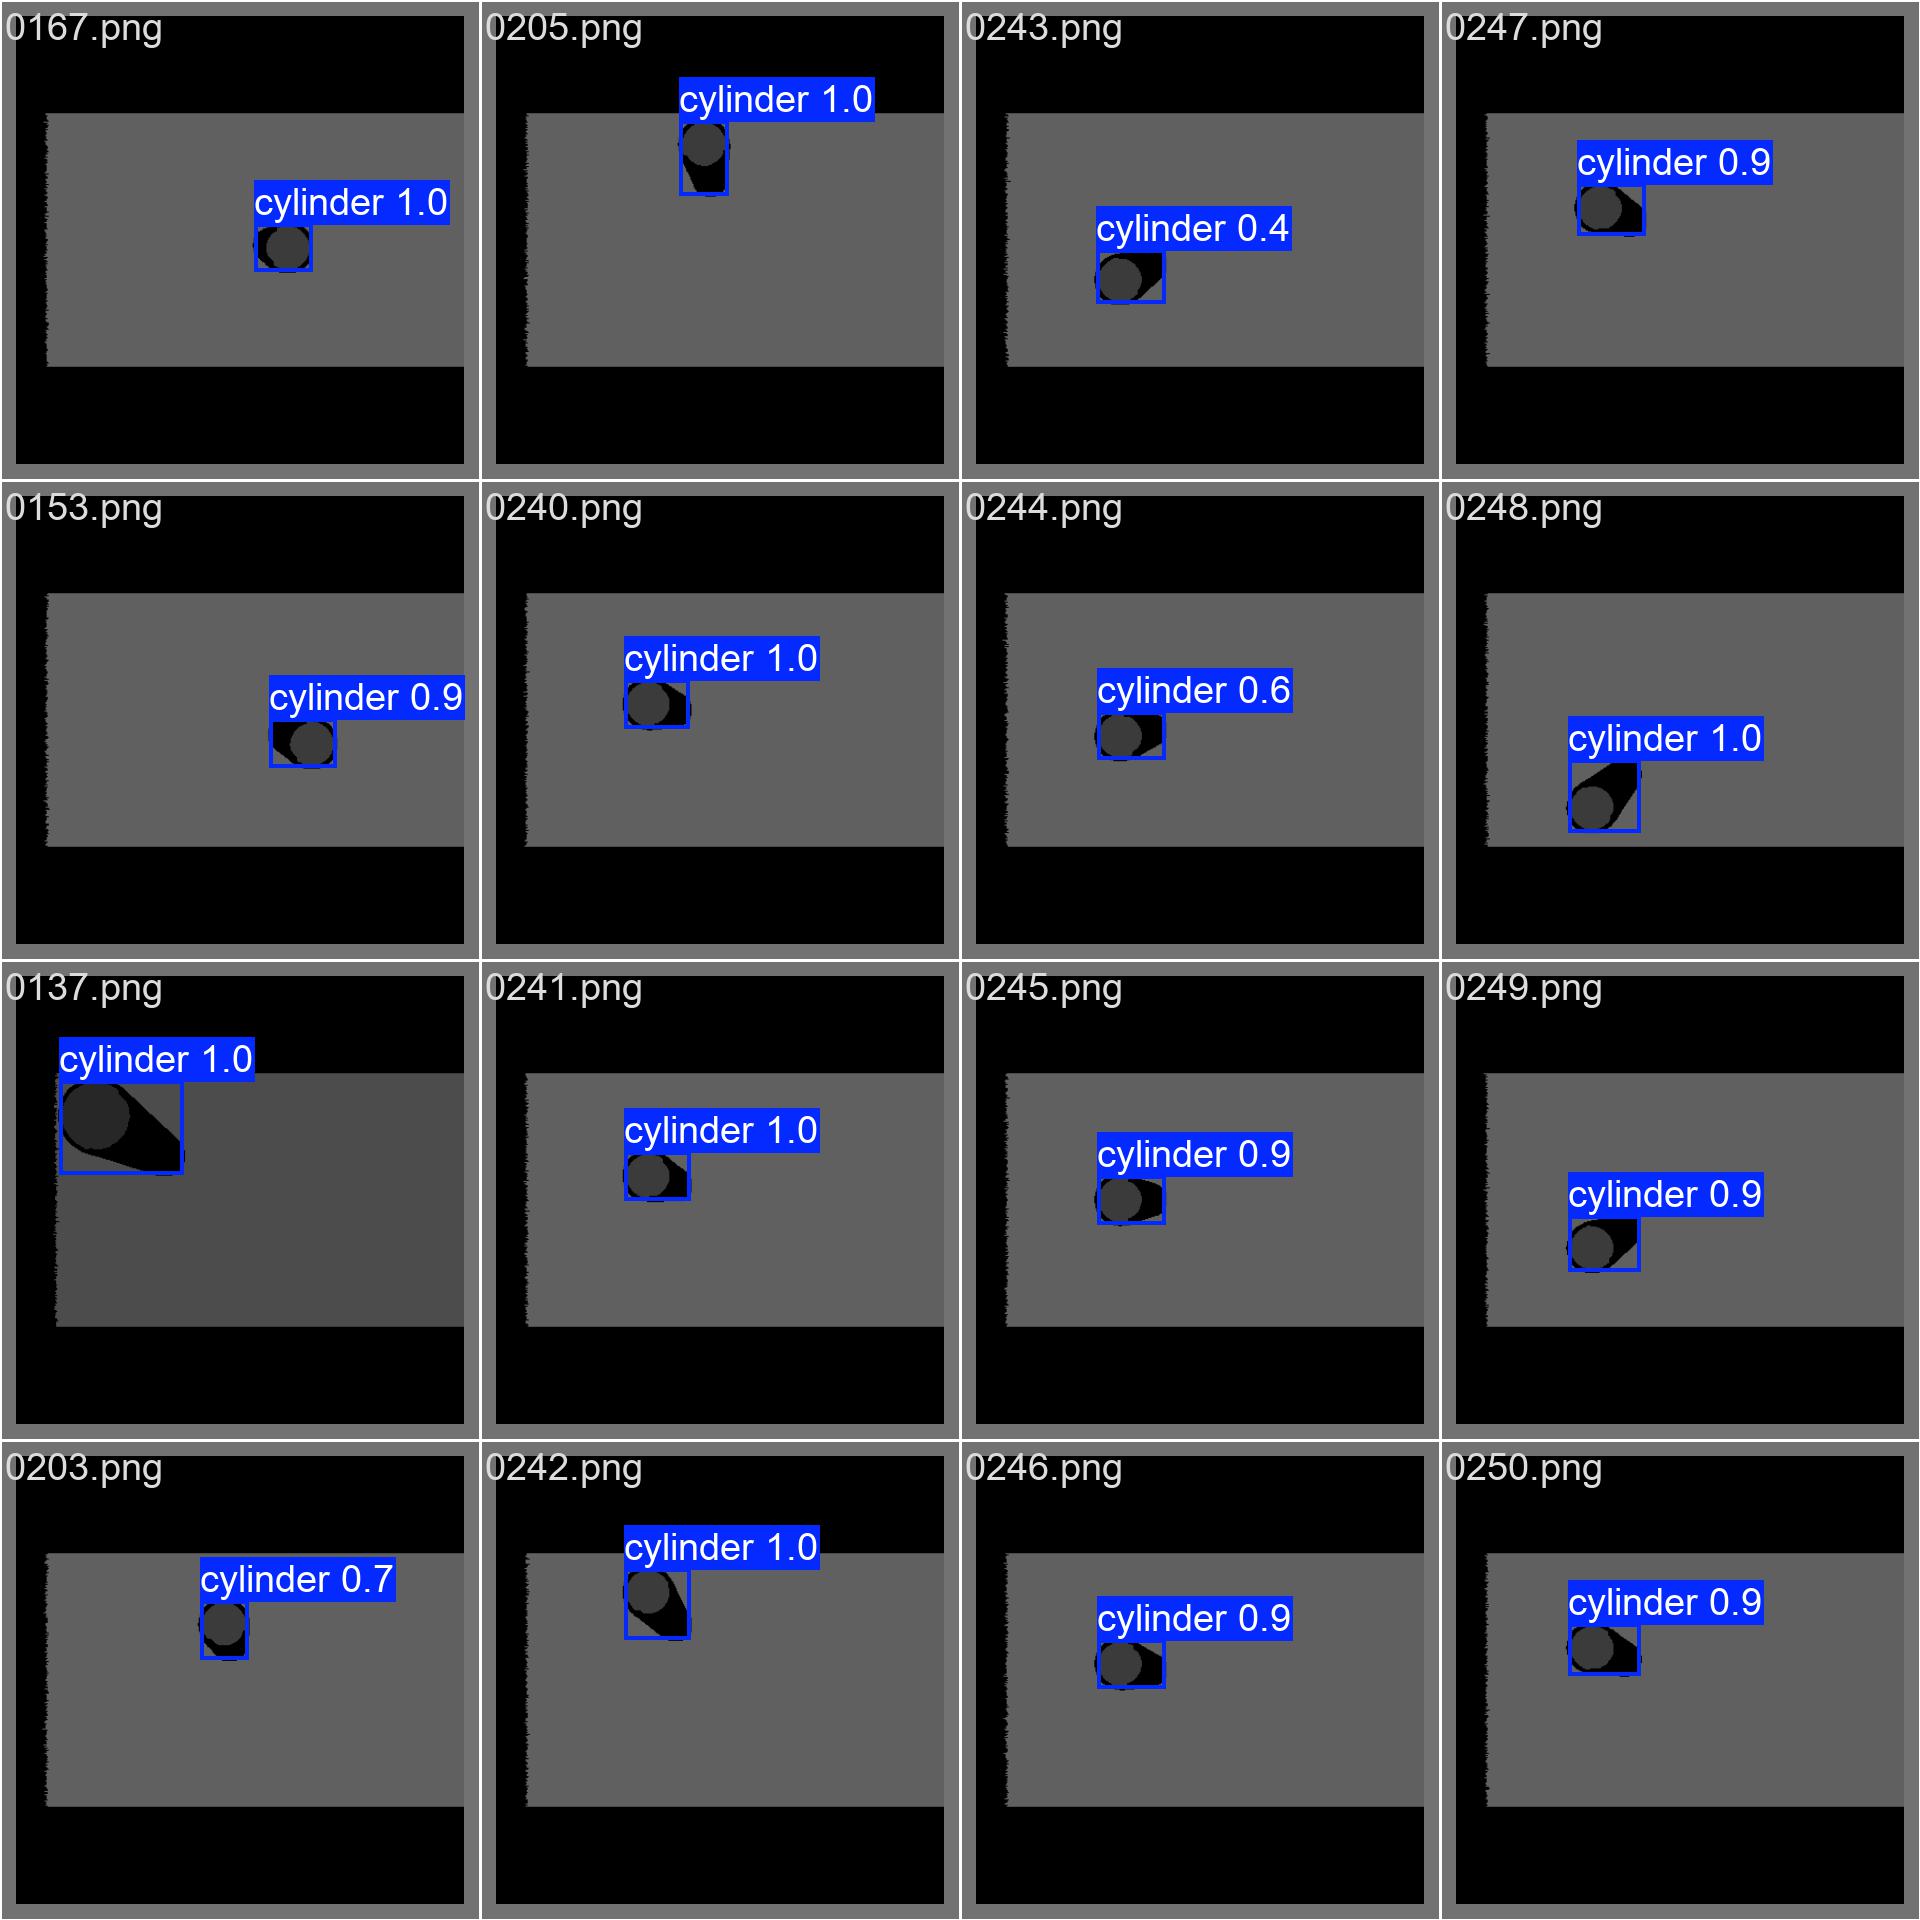 0167.png
cylinder 1.0
0205.png
cylinder 1.0
0243.png
cylinder 0.4
0247.png
cylinder 0.9
0153.png
cylinder 0.9
0240.png
cylinder 1.0
0244.png
cylinder 0.6
0248.png
cylinder 1.0
0137.png
cylinder 1.0
0241.png
cylinder 1.0
0245.png
cylinder 0.9
0249.png
cylinder 0.9
0203.png
cylinder 0.7
0242.png
cylinder 1.0
0246.png
cylinder 0.9
0250.png
cylinder 0.9